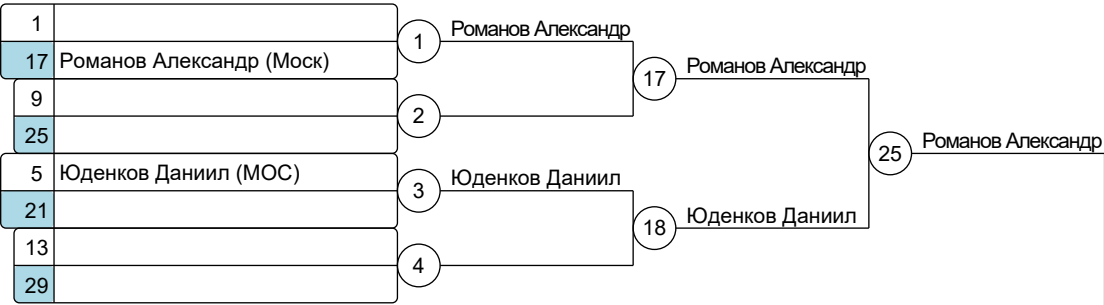 1
17 Романов Александр (Моск)
9
25
5 Юденков Даниил (МОС)
21
13
29
1
2
3
4
Романов Александр
Юденков Даниил
17
18
Романов Александр
Юденков Даниил
25
Романов Александр